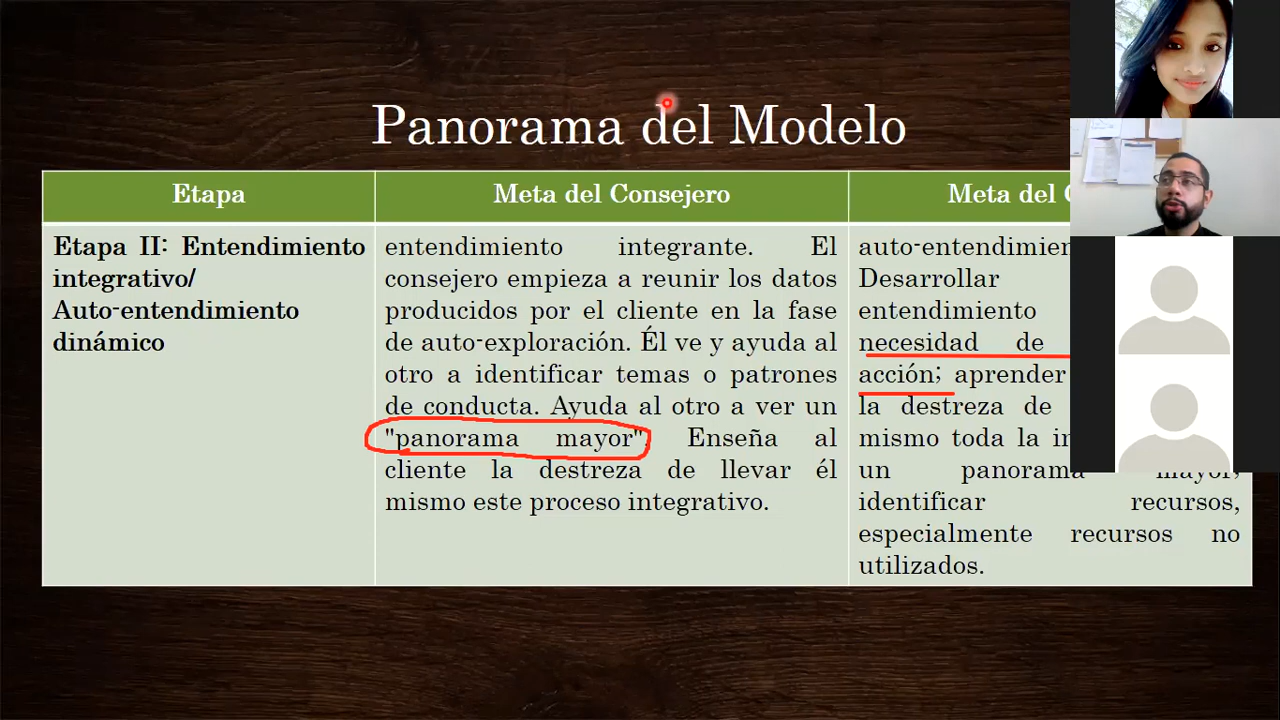 Panorama del Modelo
Etapa
Meta del Consejero
Meta del
Etapa II: Entendimiento
integrativo/
Auto-entendimiento
dinámico
entendimiento integrante. El
consejero empieza a reunir los datos
producidos por el cliente en la fase
de auto-exploración. Él ve y ayuda al
otro a identificar temas o patrones
de conducta. Ayuda al otro a ver un
"panorama mayor". Enseña al
cliente la destreza de llevar él
mismo este proceso integrativo.
Desarrollar
entendimiento
necesidad de
acción; aprender
la destreza de
mismo toda la
un panorama mayor,
identificar recursos,
especialmente recursos no
utilizados.